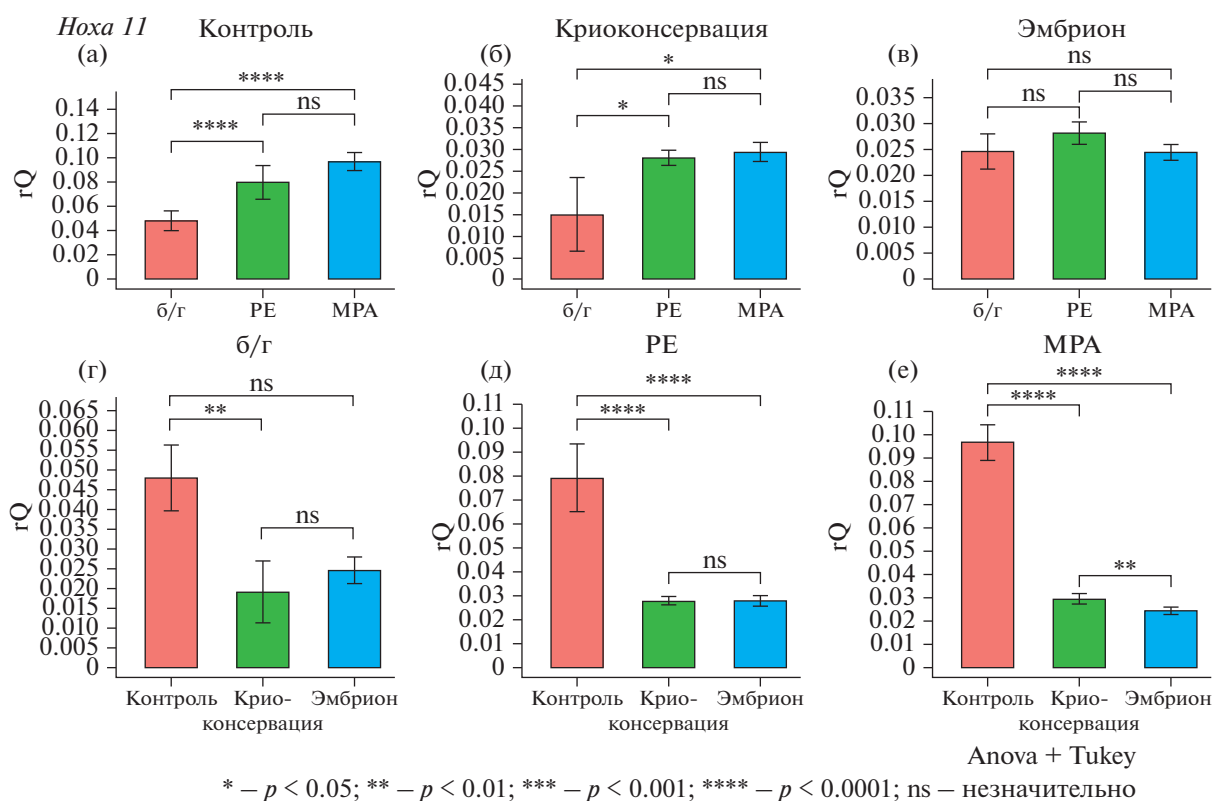 Hoxa 11
Контроль
Криоконсервация
Эмбрион
(а)
****
ns
****
0.14
0.12
0.10
0.08
0.06
0.04
0.02
0
rQ
б/г
PE
MPA
(б)
*
ns
*
0.045
0.040
0.035
0.030
0.025
0.020
0.015
0.015
0.005
0
rQ
б/г
PE
MPA
(в)
ns
ns
ns
0.035
0.030
0.025
0.020
0.015
0.010
0.005
0
rQ
б/г
PE
MPA
б/г
PE
MPA
(г)
ns
**
ns
0.065
0.060
0.055
0.050
0.045
0.040
0.035
0.030
0.025
0.020
0.015
0.010
0.005
0
rQ
Контроль
Крио-
консервация
Эмбрион
(д)
****
****
ns
0.11
0.10
0.09
0.08
0.07
0.06
0.05
0.04
0.03
0.02
0.01
0
rQ
Контроль
Крио-
консервация
Эмбрион
(е)
****
****
**
0.11
0.10
0.09
0.08
0.07
0.06
0.05
0.04
0.03
0.02
0.01
0
rQ
Контроль
Крио-
консервация
Эмбрион
Anova + Tukey
* – p < 0.05; ** – p < 0.01; *** – p < 0.001; **** – p < 0.0001; ns – незначительно